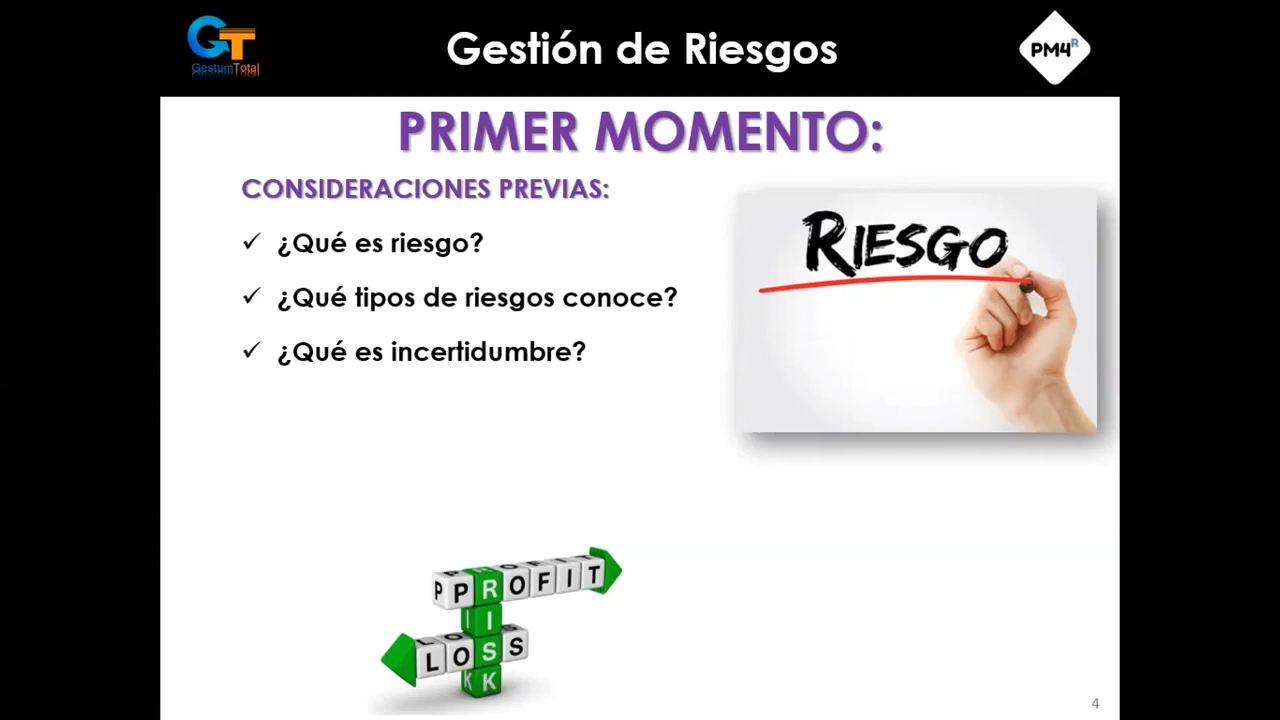 GT
GestumTotal
Gestión de Riesgos
PM4R
PRIMER MOMENTO:
CONSIDERACIONES PREVIAS:
✓ ¿Qué es riesgo?
✓ ¿Qué tipos de riesgos conoce?
✓ ¿Qué es incertidumbre?
RIESGO
PROFIT
RISK
LOSS
4